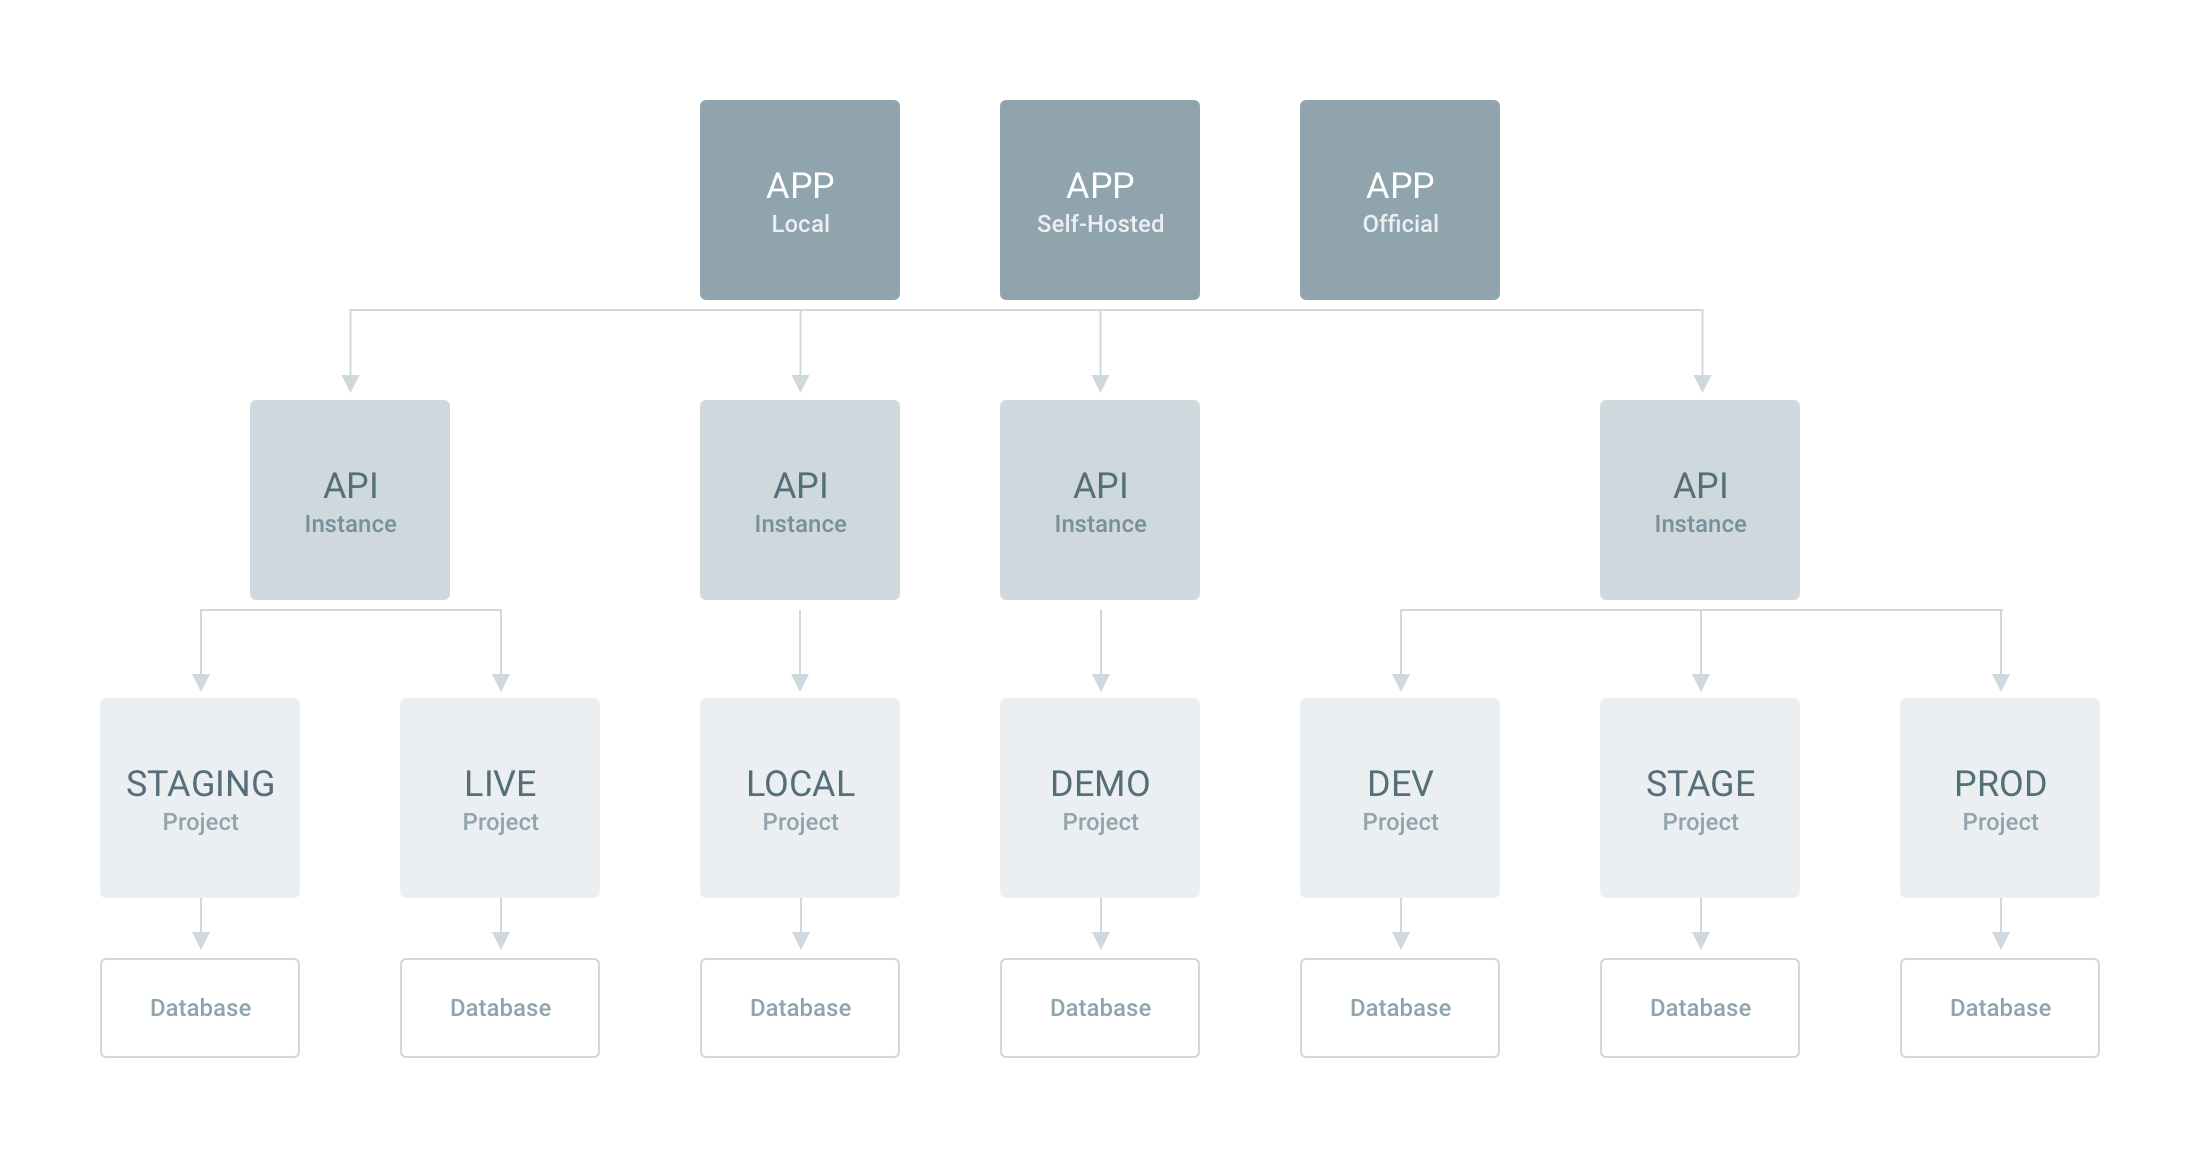 APP
Local
APP
Self-Hosted
APP
Official
API
Instance
API
Instance
API
Instance
API
Instance
STAGING
Project
LIVE
Project
LOCAL
Project
DEMO
Project
DEV
Project
STAGE
Project
PROD
Project
Database
Database
Database
Database
Database
Database
Database